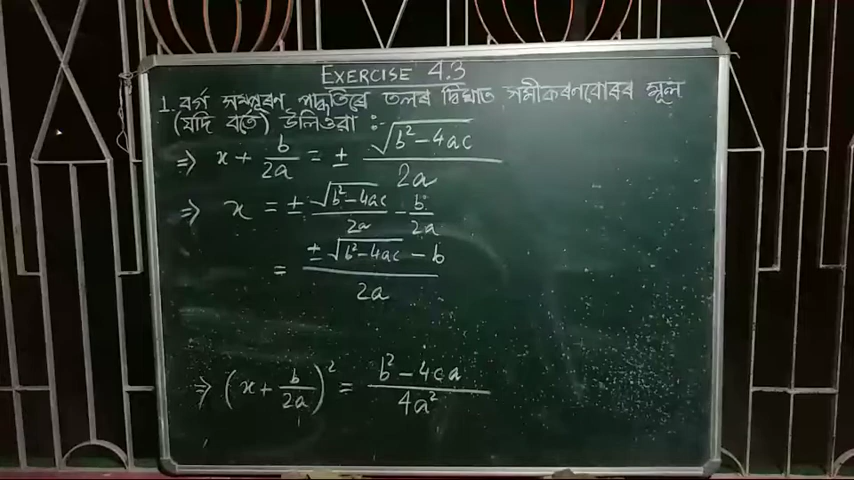 EXERCISE 4.3
1. বৰ্গ সম্পূৰণ পদ্ধতিৰে তলৰ দ্বিঘাত সমীকৰণবোৰৰ মূল
(যদি বৰ্তে) উলিওৱা :-
⇒ x + b/2a = ± √(b² - 4ac)/2a
⇒ x = ± √(b² - 4ac)/2a - b/2a
= (± √(b² - 4ac) - b)/2a
⇒ (x + b/2a)² = (b² - 4ca)/4a²